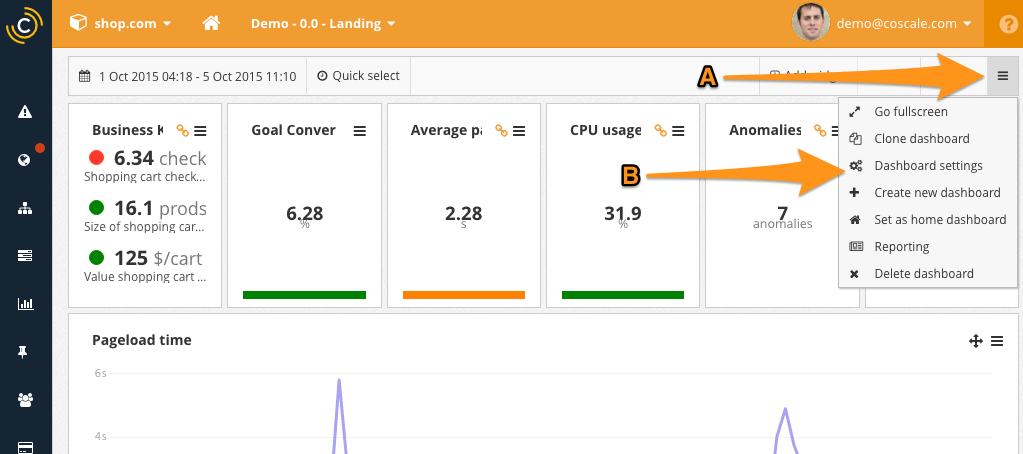 shop.com
Demo - 0.0 - Landing
demo@coscale.com
?
1 Oct 2015 04:18 - 5 Oct 2015 11:10
Quick select
A
Go fullscreen
Clone dashboard
Dashboard settings
Create new dashboard
Set as home dashboard
Reporting
Delete dashboard
B
Business K
6.34 check
Shopping cart check...
16.1 prods
Size of shopping car...
125 $/cart
Value shopping cart ...
Goal Conver
6.28
%
Average pa
2.28
s
CPU usage
31.9
%
Anomalies
7
anomalies
Pageload time
6s
4s